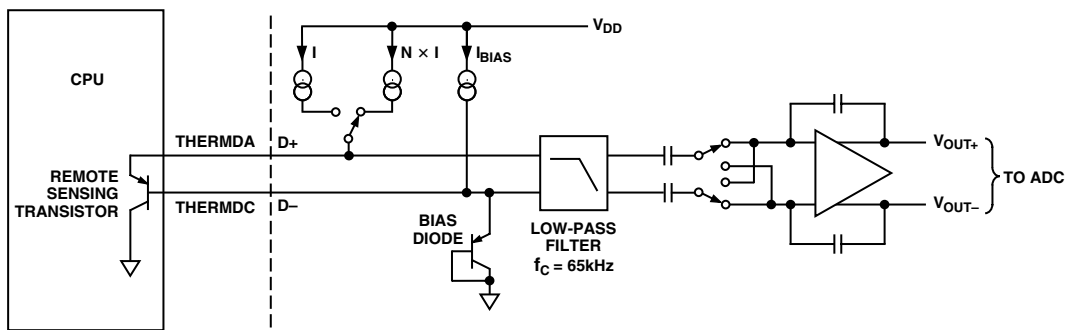 CPU
I
N × I
IBIAS
VDD
THERMDA
D+
REMOTE
SENSING
TRANSISTOR
THERMDC
D–
BIAS
DIODE
LOW-PASS
FILTER
fC = 65kHz
VOUT+
TO ADC
VOUT–